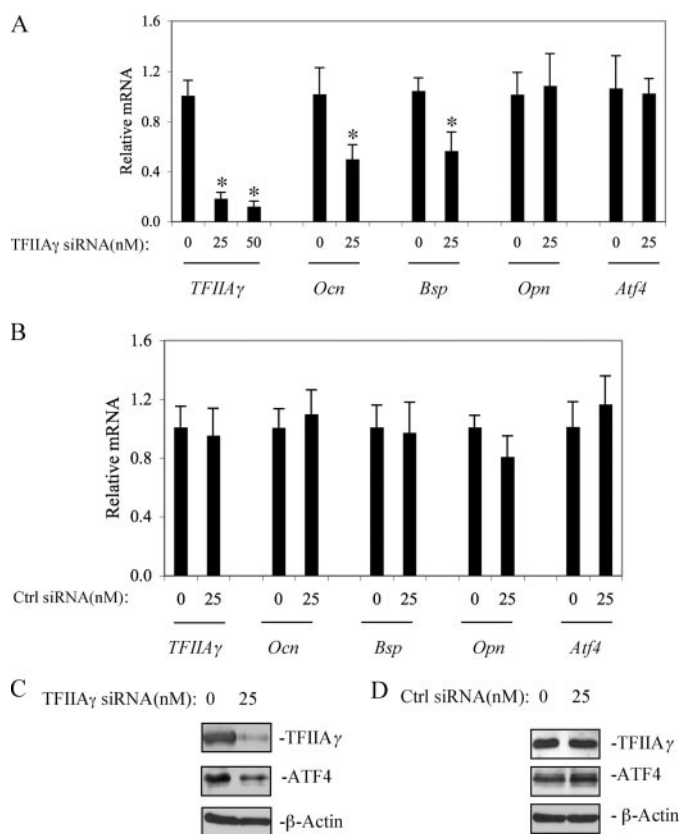 A
Relative mRNA
1.6
1.2
0.8
0.4
0.0
* * * *
TFIIAγ siRNA(nM): 0 25 50 0 25 0 25 0 25 0 25
TFIIAγ Ocn Bsp Opn Atf4
B
Relative mRNA
1.6
1.2
0.8
0.4
0.0
Ctrl siRNA(nM): 0 25 0 25 0 25 0 25 0 25
TFIIAγ Ocn Bsp Opn Atf4
C TFIIAγ siRNA(nM): 0 25
-TFIIAγ
-ATF4
-β-Actin
D Ctrl siRNA(nM): 0 25
-TFIIAγ
-ATF4
- β-Actin